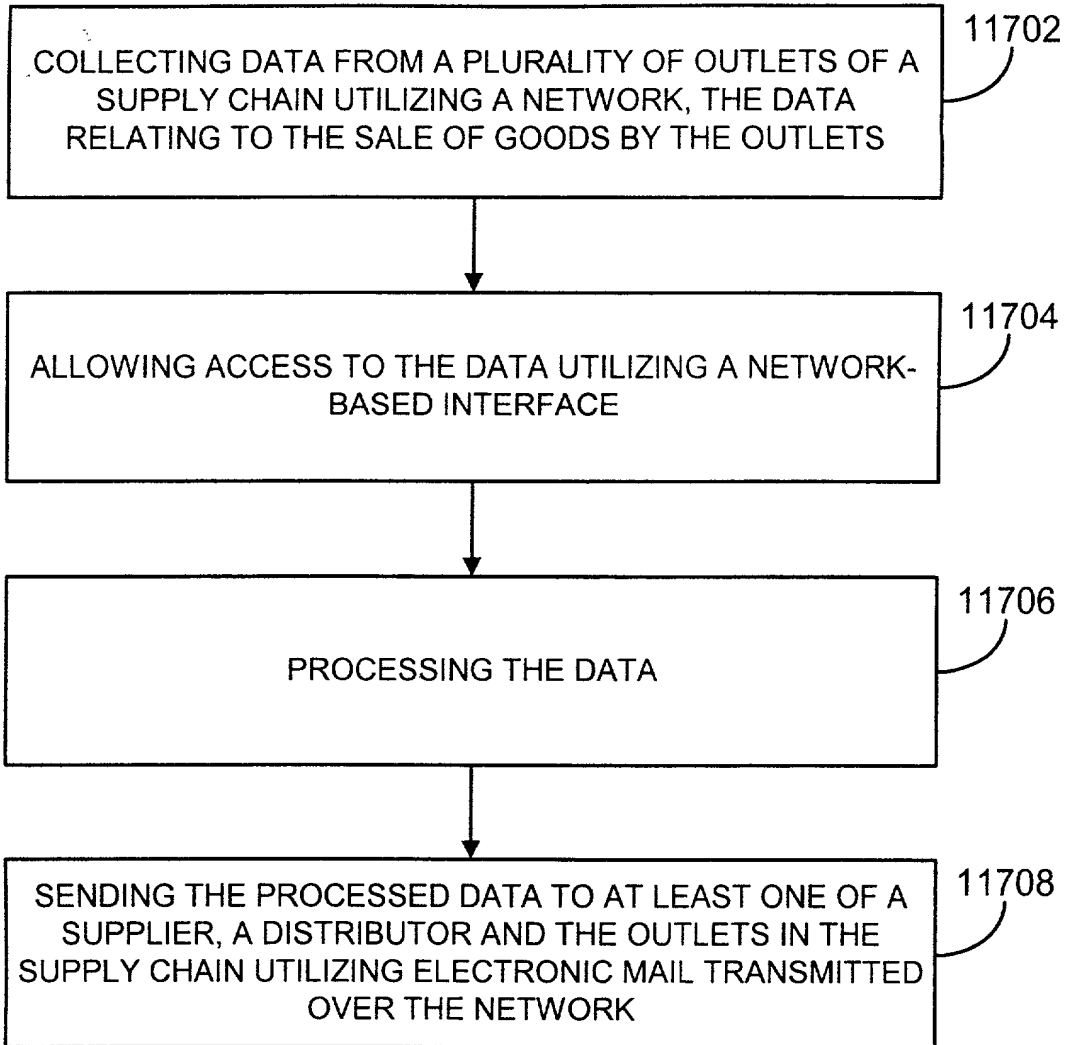 COLLECTING DATA FROM A PLURALITY OF OUTLETS OF A
SUPPLY CHAIN UTILIZING A NETWORK, THE DATA
RELATING TO THE SALE OF GOODS BY THE OUTLETS
11702
ALLOWING ACCESS TO THE DATA UTILIZING A NETWORK-
BASED INTERFACE
11704
PROCESSING THE DATA
11706
SENDING THE PROCESSED DATA TO AT LEAST ONE OF A
SUPPLIER, A DISTRIBUTOR AND THE OUTLETS IN THE
SUPPLY CHAIN UTILIZING ELECTRONIC MAIL TRANSMITTED
OVER THE NETWORK
11708